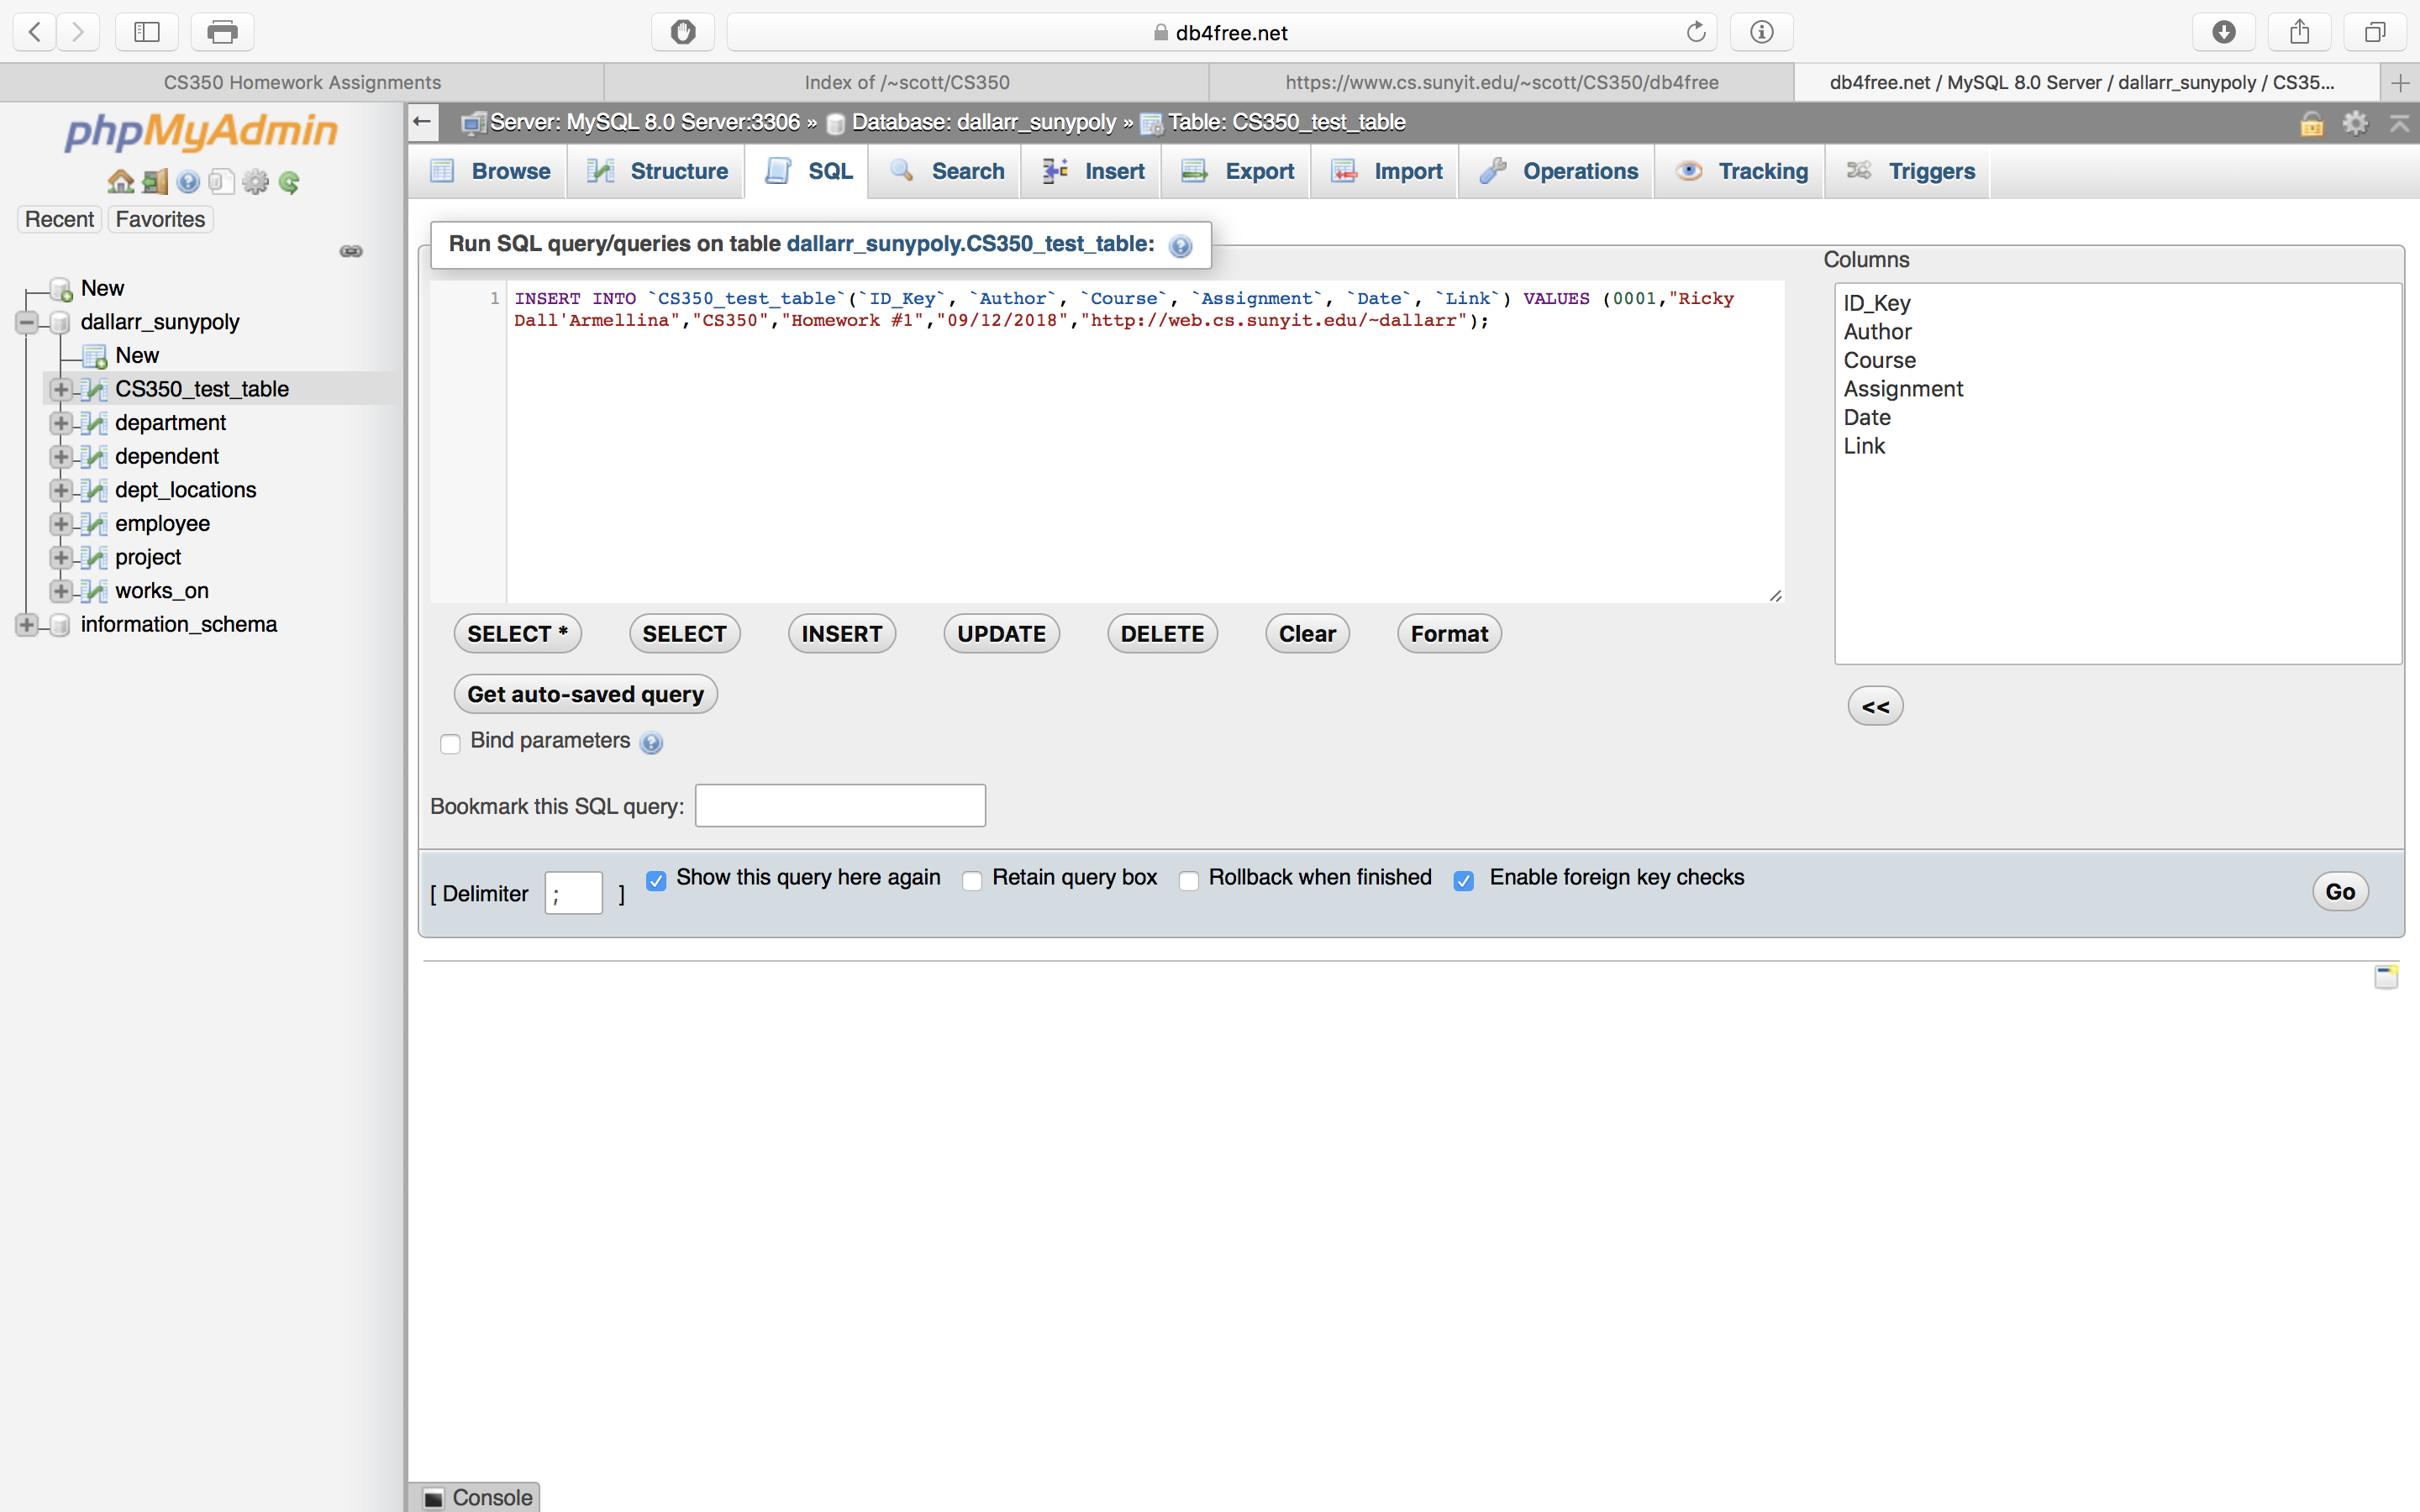 db4free.net
CS350 Homework Assignments
Index of /~scott/CS350
https://www.cs.sunyit.edu/~scott/CS350/db4free
db4free.net / MySQL 8.0 Server / dallarr_sunypoly / CS35...
phpMyAdmin
Recent
Favorites
New
dallarr_sunypoly
New
CS350_test_table
department
dependent
dept_locations
employee
project
works_on
information_schema
Server: MySQL 8.0 Server:3306 » Database: dallarr_sunypoly » Table: CS350_test_table
Browse
Structure
SQL
Search
Insert
Export
Import
Operations
Tracking
Triggers
Run SQL query/queries on table dallarr_sunypoly.CS350_test_table:
1 INSERT INTO `CS350_test_table`(`ID_Key`, `Author`, `Course`, `Assignment`, `Date`, `Link`) VALUES (0001,"Ricky
Dall'Armellina","CS350","Homework #1","09/12/2018","http://web.cs.sunyit.edu/~dallarr");
Columns
ID_Key
Author
Course
Assignment
Date
Link
SELECT *
SELECT
INSERT
UPDATE
DELETE
Clear
Format
Get auto-saved query
<<
Bind parameters
Bookmark this SQL query:
[ Delimiter ; ]
Show this query here again
Retain query box
Rollback when finished
Enable foreign key checks
Go
Console